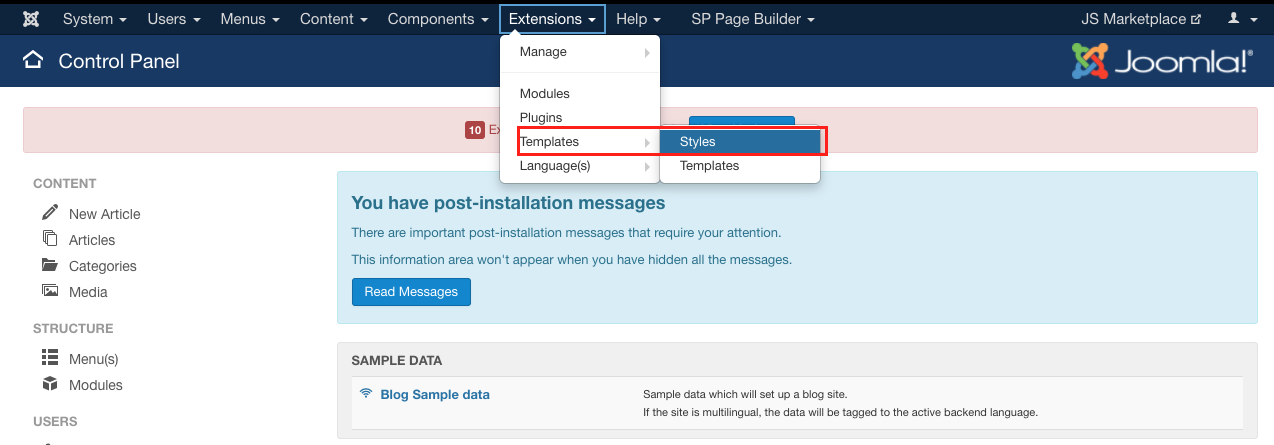 System Users Menus Content Components Extensions Help SP Page Builder JS Marketplace
Control Panel
Joomla!®
Manage
Modules
Plugins
Templates
Language(s)
Styles
Templates
10
CONTENT
New Article
Articles
Categories
Media
STRUCTURE
Menu(s)
Modules
USERS
You have post-installation messages
There are important post-installation messages that require your attention.
This information area won't appear when you have hidden all the messages.
Read Messages
SAMPLE DATA
Blog Sample data
Sample data which will set up a blog site.
If the site is multilingual, the data will be tagged to the active backend language.